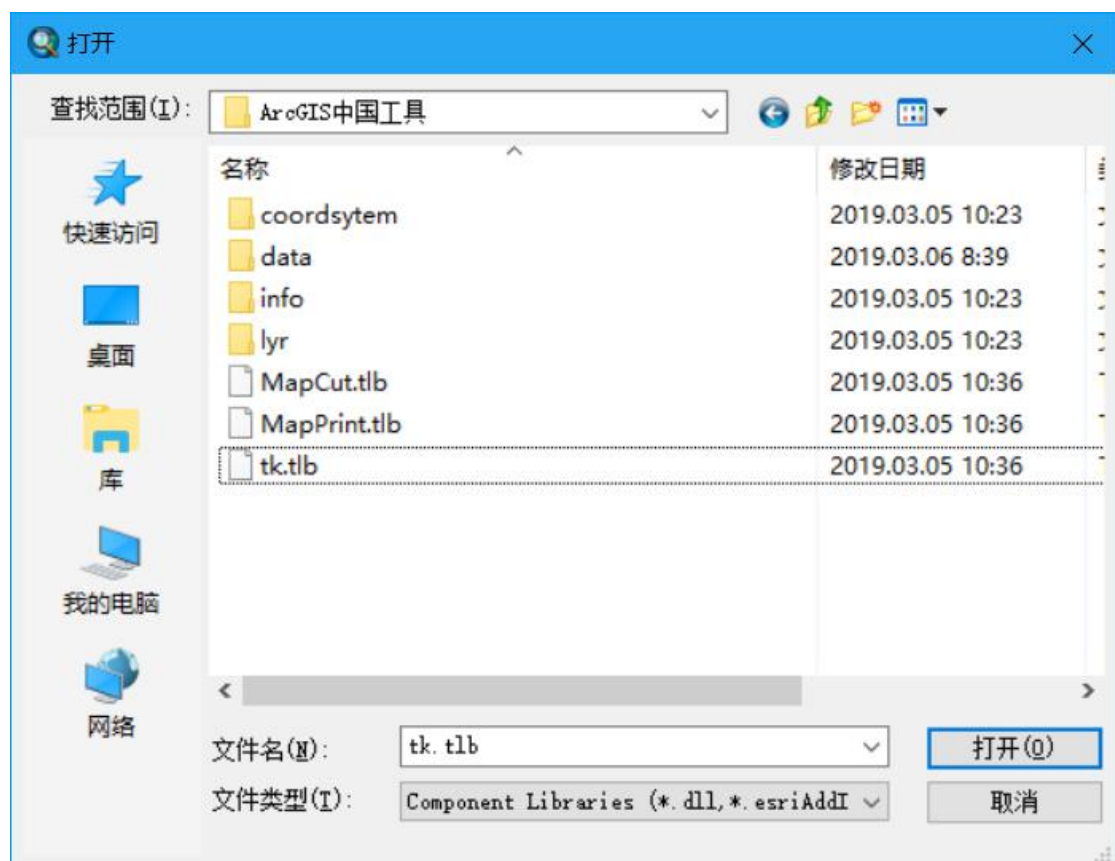 打开
查找范围(I): ArcGIS中国工具
名称 修改日期
coordsytem 2019.03.05 10:23
data 2019.03.06 8:39
info 2019.03.05 10:23
lyr 2019.03.05 10:23
MapCut.tlb 2019.03.05 10:36
MapPrint.tlb 2019.03.05 10:36
tk.tlb 2019.03.05 10:36
快速访问
桌面
库
我的电脑
网络
文件名(N): tk.tlb 打开(O)
文件类型(T): Component Libraries (*.dll,*.esriAddI 取消